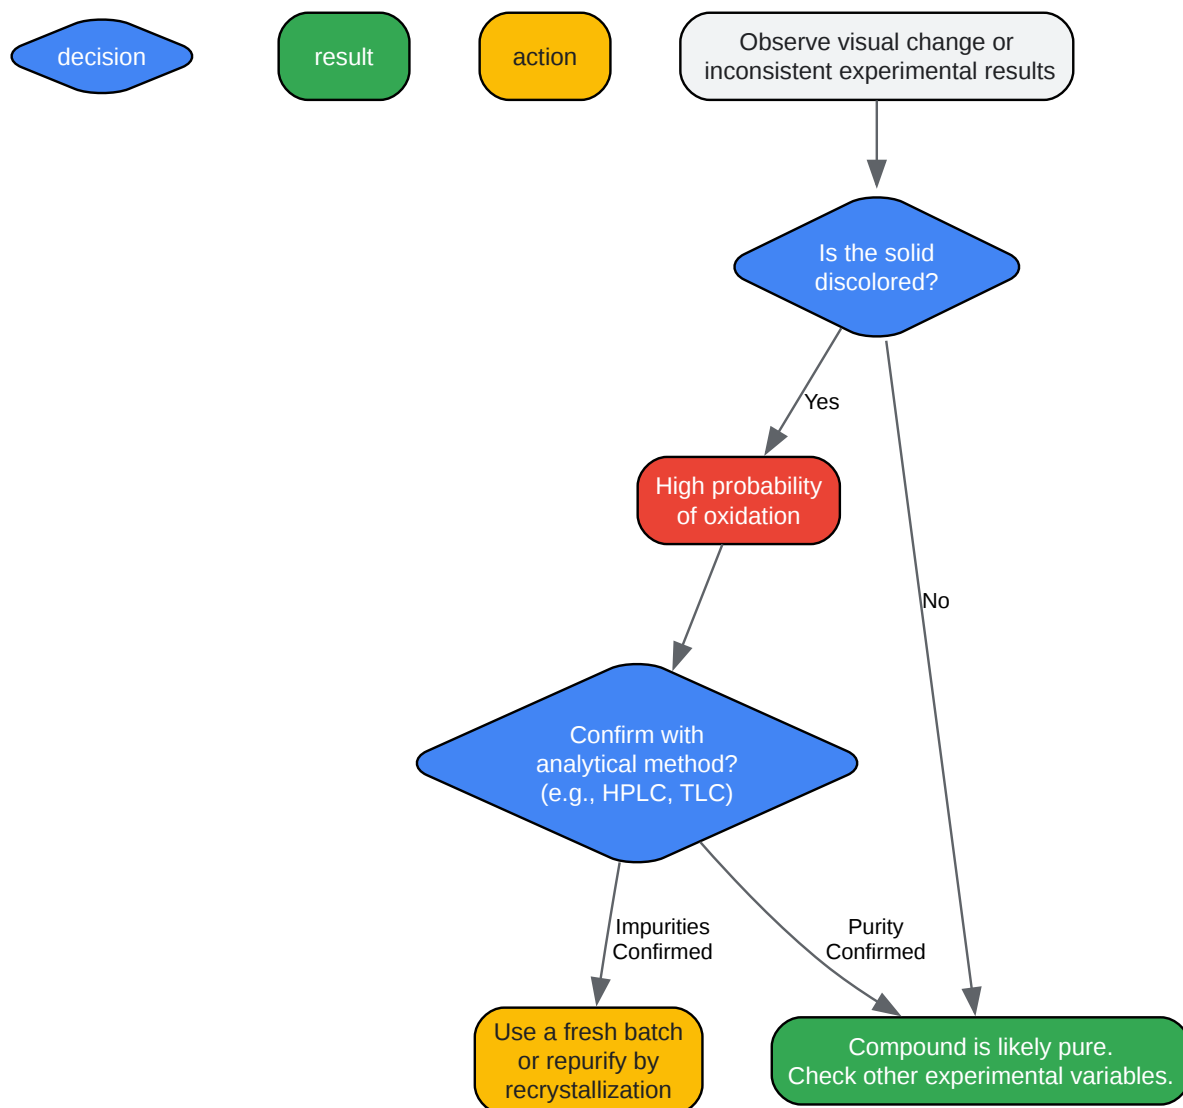 decision
result
action
Observe visual change or
inconsistent experimental results
Is the solid
discolored?
Yes
High probability
of oxidation
No
Confirm with
analytical method?
(e.g., HPLC, TLC)
Impurities
Confirmed
Purity
Confirmed
Use a fresh batch
or repurify by
recrystallization
Compound is likely pure.
Check other experimental variables.